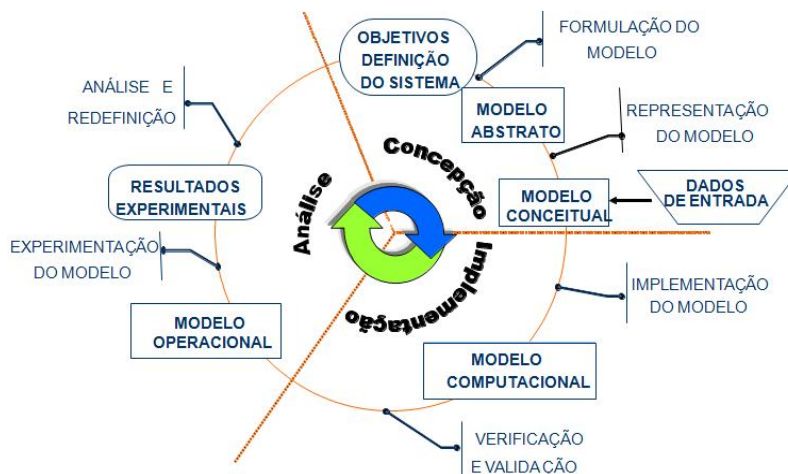 OBJETIVOS
DEFINIÇÃO
DO SISTEMA
FORMULAÇÃO DO
MODELO
MODELO
ABSTRATO
REPRESENTAÇÃO
DO MODELO
MODELO
CONCEITUAL
DADOS
DE ENTRADA
IMPLEMENTAÇÃO
DO MODELO
MODELO
COMPUTACIONAL
VERIFICAÇÃO
E VALIDAÇÃO
MODELO
OPERACIONAL
EXPERIMENTAÇÃO
DO MODELO
RESULTADOS
EXPERIMENTAIS
ANÁLISE E
REDEFINIÇÃO
Concepção
Implementação
Análise